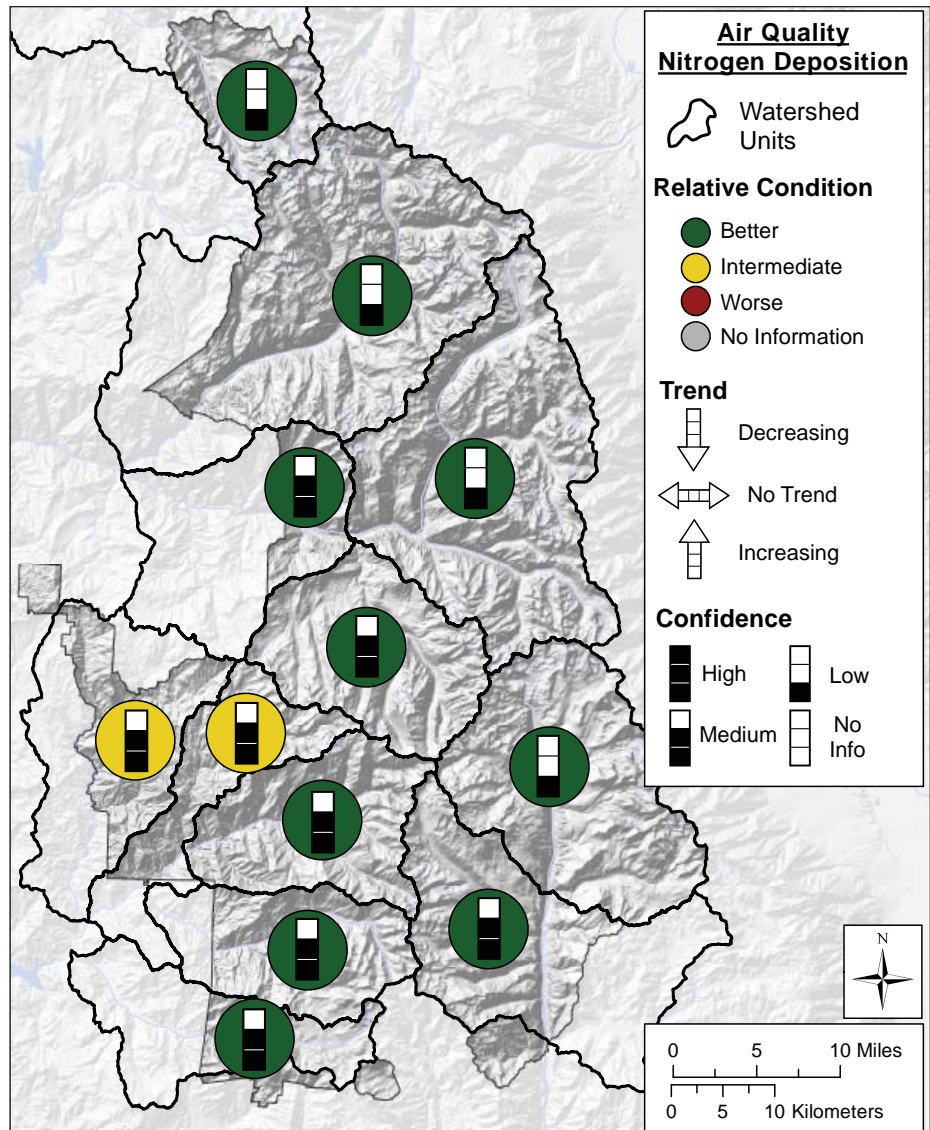 Air Quality
Nitrogen Deposition
Watershed
Units
Relative Condition
Better
Intermediate
Worse
No Information
Trend
Decreasing
No Trend
Increasing
Confidence
High
Low
Medium
No
Info
N
0 5 10 Miles
0 5 10 Kilometers